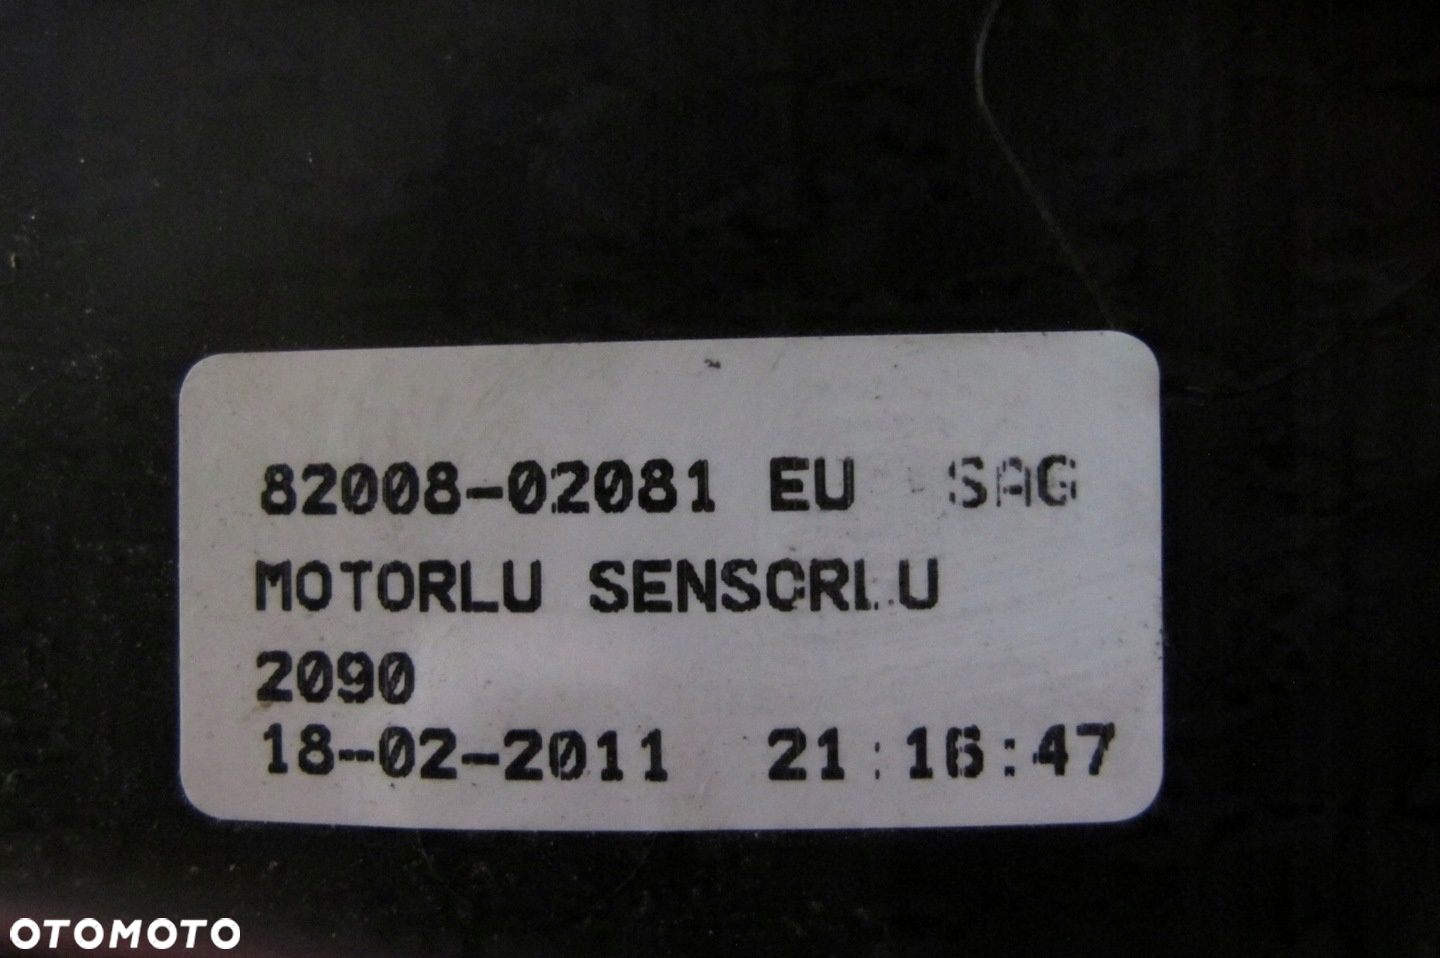 82008-02081 EU SAG
MOTORLU SENSORLU
2090
18-02-2011 21:16:47
OTOMOTO